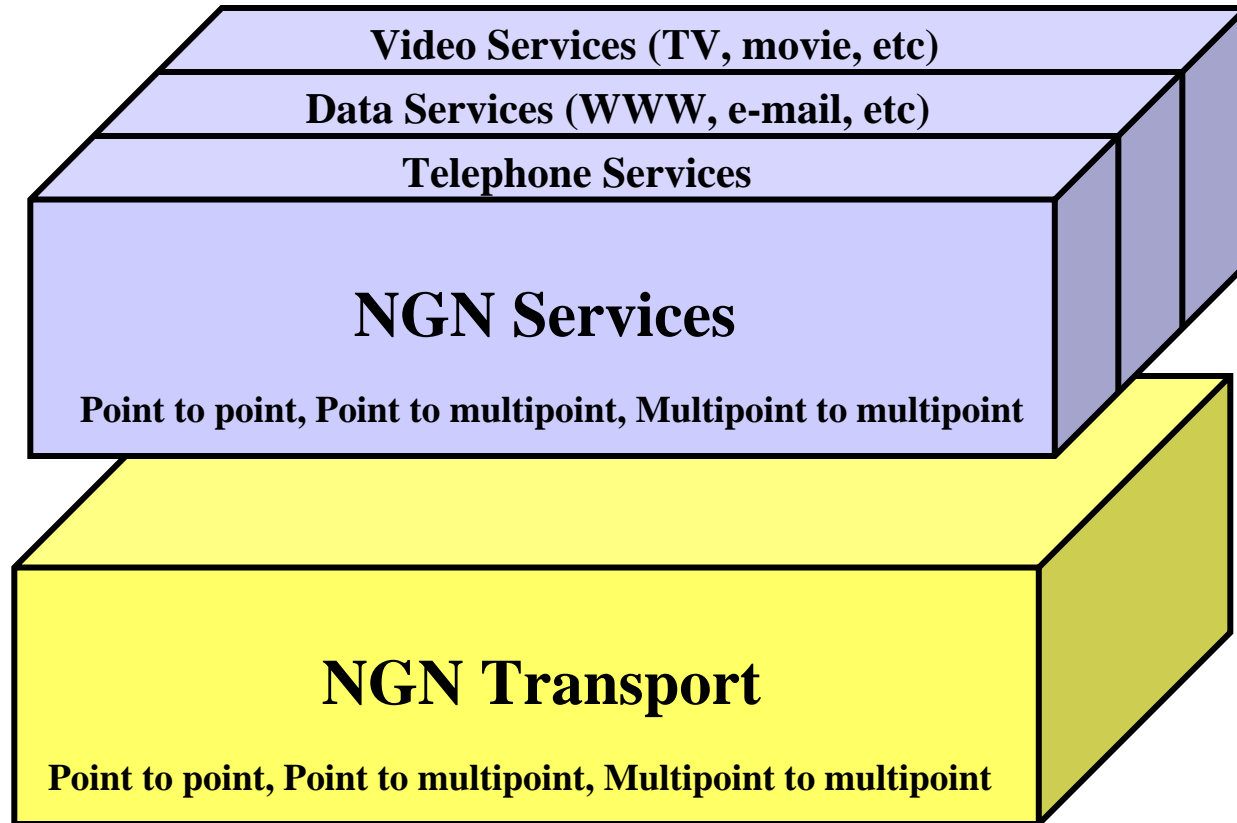 Video Services (TV, movie, etc)
Data Services (WWW, e-mail, etc)
Telephone Services
NGN Services
Point to point, Point to multipoint, Multipoint to multipoint
NGN Transport
Point to point, Point to multipoint, Multipoint to multipoint